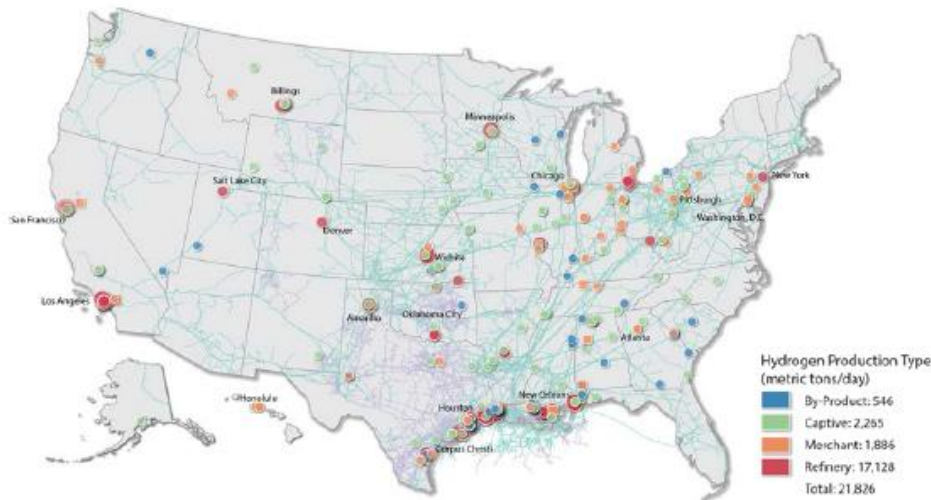 Billings
Minneapolis
Salt Lake City
Chicago
New York
Pittsburgh
San Francisco
Washington, D.C.
Denver
Wichita
Los Angeles
Amarillo
Oklahoma City
Atlanta
Honolulu
Houston
New Orleans
Corpus Christi
Hydrogen Production Type
(metric tons/day)
By-Product: 546
Captive: 2,265
Merchant: 1,886
Refinery: 17,128
Total: 21,826